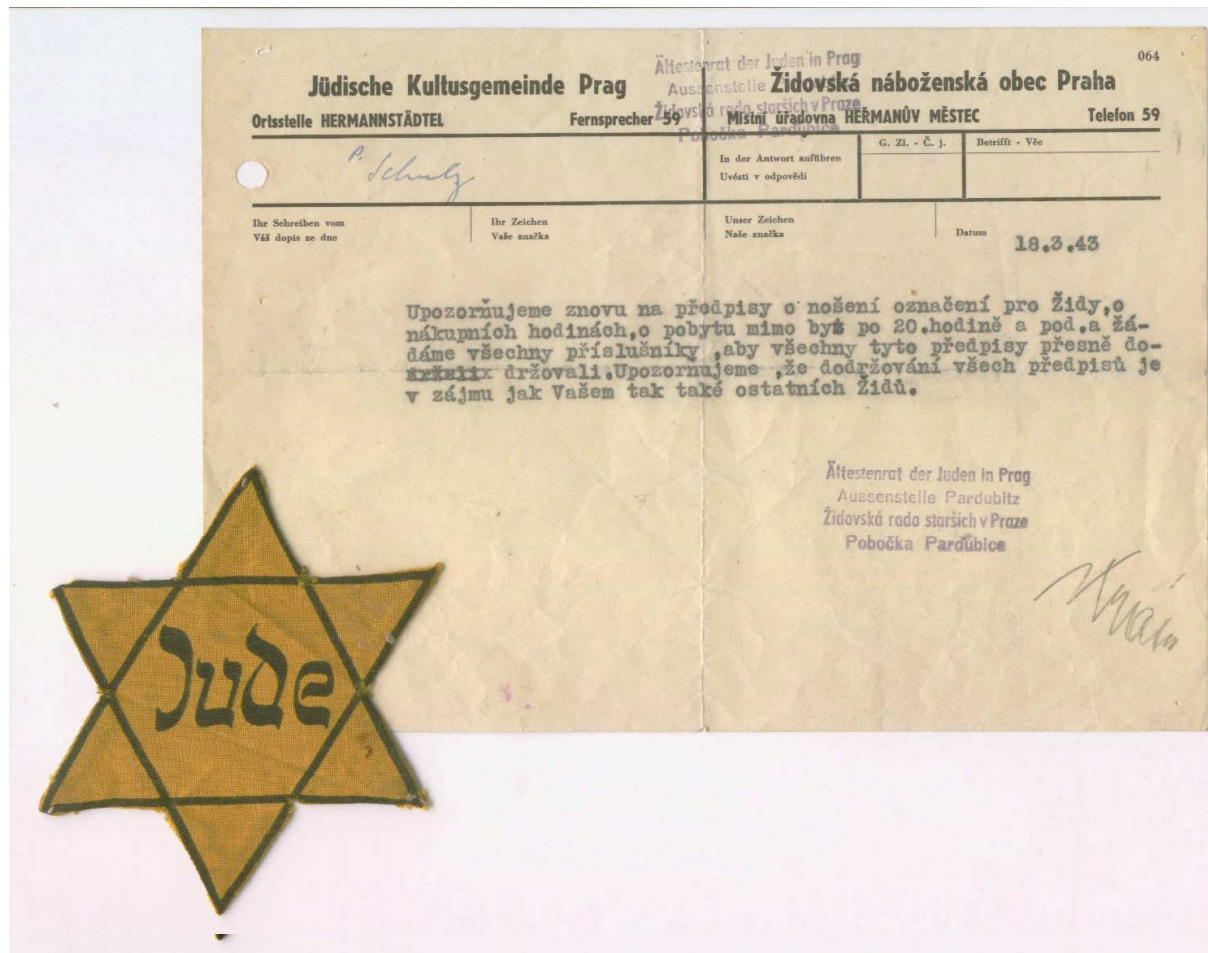 064
Ältestenrat der Juden in Prag
Aussenstelle
Židovská rada starších v Praze
Pobočka Pardubice
Jüdische Kultusgemeinde Prag
Židovská náboženská obec Praha
Ortsstelle HERMANNSTÄDTEL Fernsprecher 59
Místní úřadovna HEŘMANŮV MĚSTEC Telefon 59
P. Schulz
In der Antwort anführen
Uvésti v odpovědi
G. Zl. - Č. j.
Betrifft - Věc
Ihr Schreiben vom
Váš dopis ze dne
Ihr Zeichen
Vaše značka
Unser Zeichen
Naše značka
Datum 18.3.43
Upozorňujeme znovu na předpisy o nošení označení pro Židy,o
nákupních hodinách,o pobytu mimo byt po 20.hodině a pod.a žá-
dáme všechny příslušníky ,aby všechny tyto předpisy přesně do-
držovali.Upozornujeme ,že dodržování všech předpisů je
v zájmu jak Vašem tak také ostatních Židů.
Ältestenrat der Juden in Prag
Aussenstelle Pardubitz
Židovská rada starších v Praze
Pobočka Pardubice
Jude